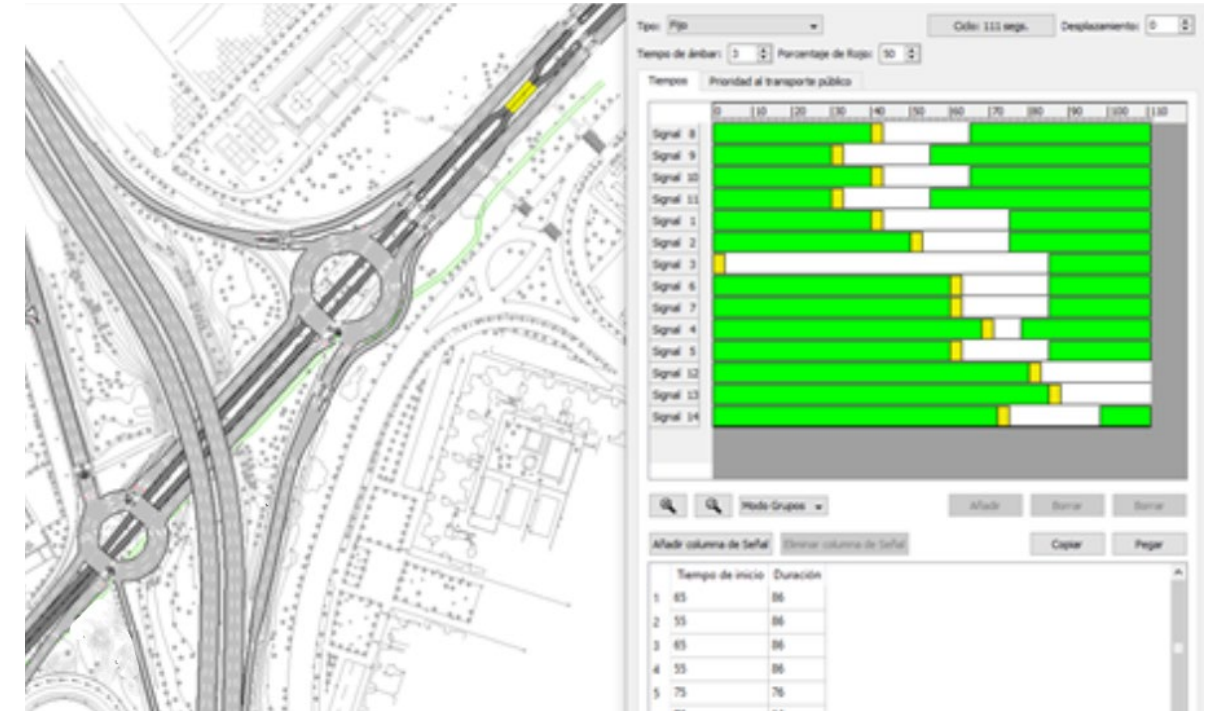 Tipo: Fijo Ciclo: 111 segs. Desplazamiento: 0
Tiempo de ámbar: 3 Porcentaje de Rojo: 50
Tiempos Prioridad al transporte público
0 |10 |20 |30 |40 |50 |60 |70 |80 |90 |100 |110
Signal 8
Signal 9
Signal 10
Signal 11
Signal 1
Signal 2
Signal 3
Signal 6
Signal 7
Signal 4
Signal 5
Signal 12
Signal 13
Signal 14
Modo Grupos Añadir Borrar Borrar
Añadir columna de Señal Eliminar columna de Señal Copiar Pegar
Tiempo de inicio Duración
1 65 86
2 55 86
3 65 86
4 55 86
5 75 76